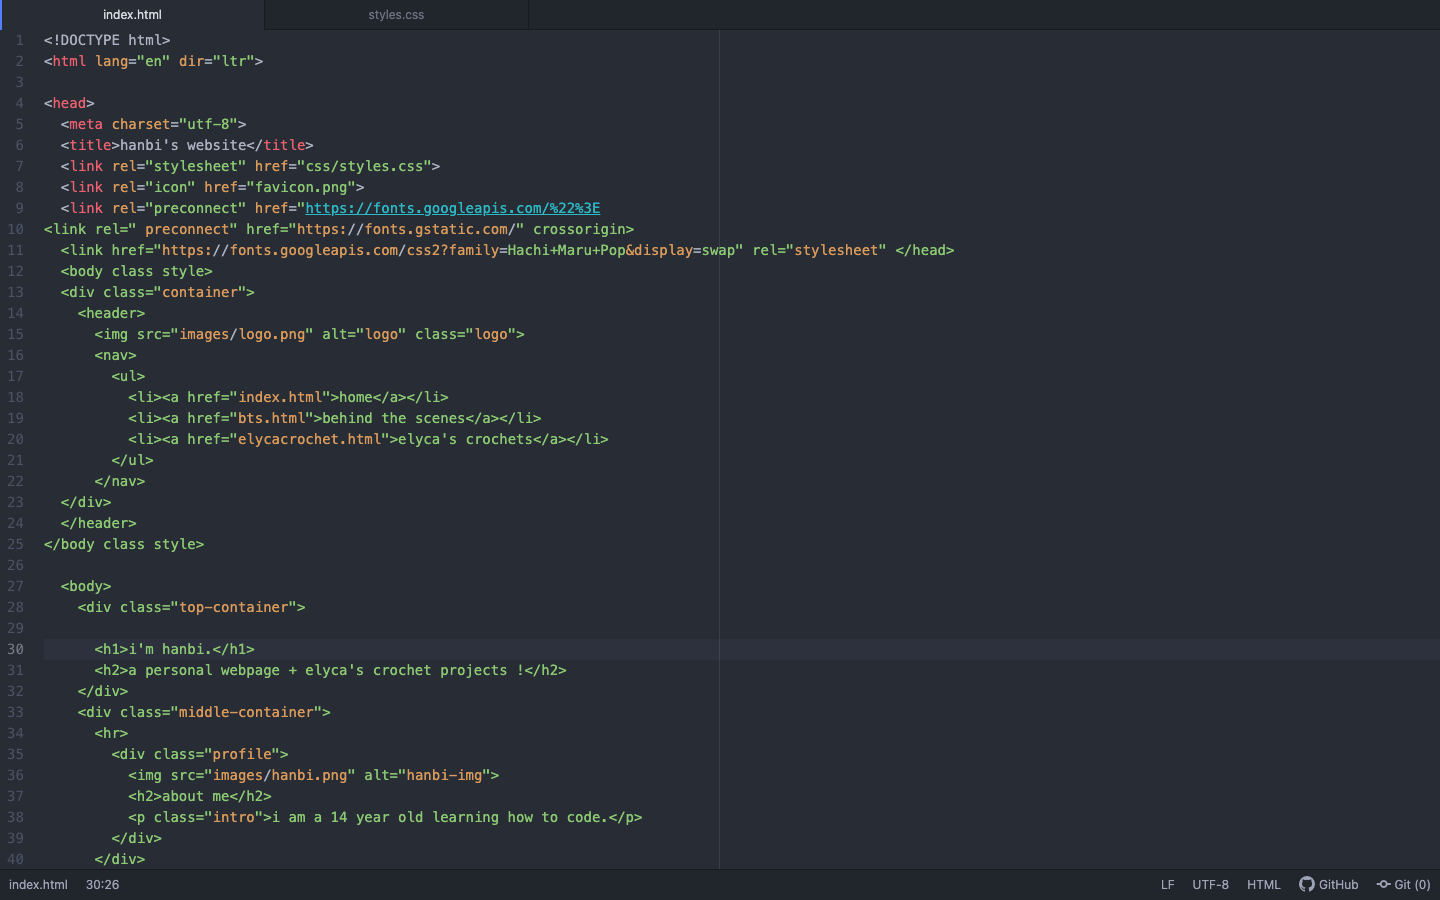 index.html styles.css
1 <!DOCTYPE html>
2 <html lang="en" dir="ltr">
3
4 <head>
5 <meta charset="utf-8">
6 <title>hanbi's website</title>
7 <link rel="stylesheet" href="css/styles.css">
8 <link rel="icon" href="favicon.png">
9 <link rel="preconnect" href="https://fonts.googleapis.com/%22%3E
10 <link rel=" preconnect" href="https://fonts.gstatic.com/" crossorigin>
11 <link href="https://fonts.googleapis.com/css2?family=Hachi+Maru+Pop&display=swap" rel="stylesheet" </head>
12 <body class style>
13 <div class="container">
14 <header>
15 <img src="images/logo.png" alt="logo" class="logo">
16 <nav>
17 <ul>
18 <li><a href="index.html">home</a></li>
19 <li><a href="bts.html">behind the scenes</a></li>
20 <li><a href="elycacrochet.html">elyca's crochets</a></li>
21 </ul>
22 </nav>
23 </div>
24 </header>
25 </body class style>
26
27 <body>
28 <div class="top-container">
29
30 <h1>i'm hanbi.</h1>
31 <h2>a personal webpage + elyca's crochet projects !</h2>
32 </div>
33 <div class="middle-container">
34 <hr>
35 <div class="profile">
36 <img src="images/hanbi.png" alt="hanbi-img">
37 <h2>about me</h2>
38 <p class="intro">i am a 14 year old learning how to code.</p>
39 </div>
40 </div>
index.html 30:26 LF UTF-8 HTML GitHub Git (0)